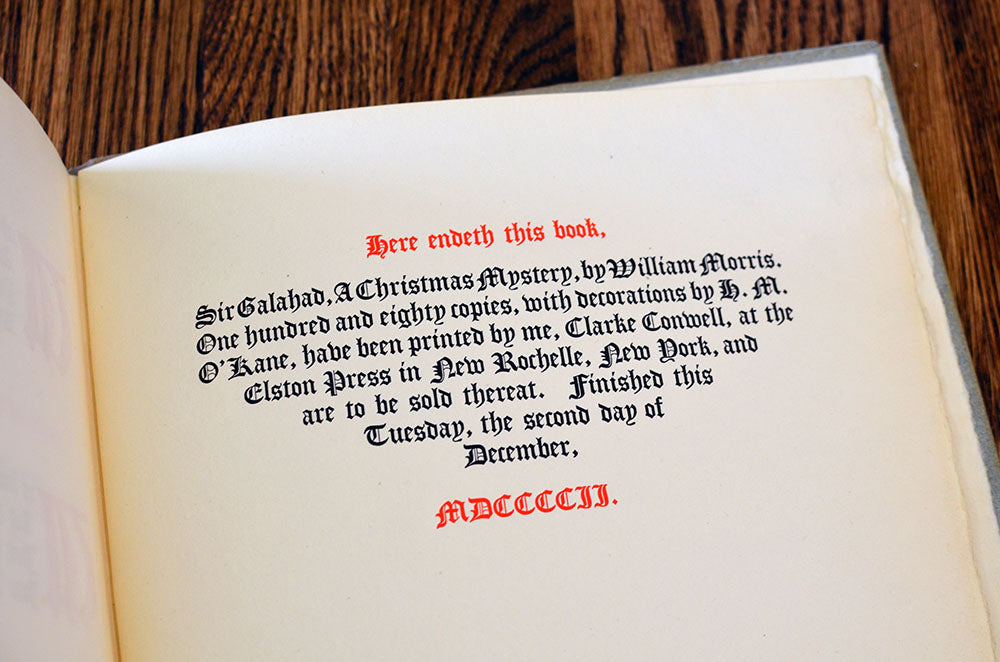 Here endeth this book,
Sir Galahad, A Christmas Mystery, by William Morris.
One hundred and eighty copies, with decorations by H. M.
O'Kane, have been printed by me, Clarke Conwell, at the
Elston Press in New Rochelle, New York, and
are to be sold thereat. Finished this
Tuesday, the second day of
December,
MDCCCCII.